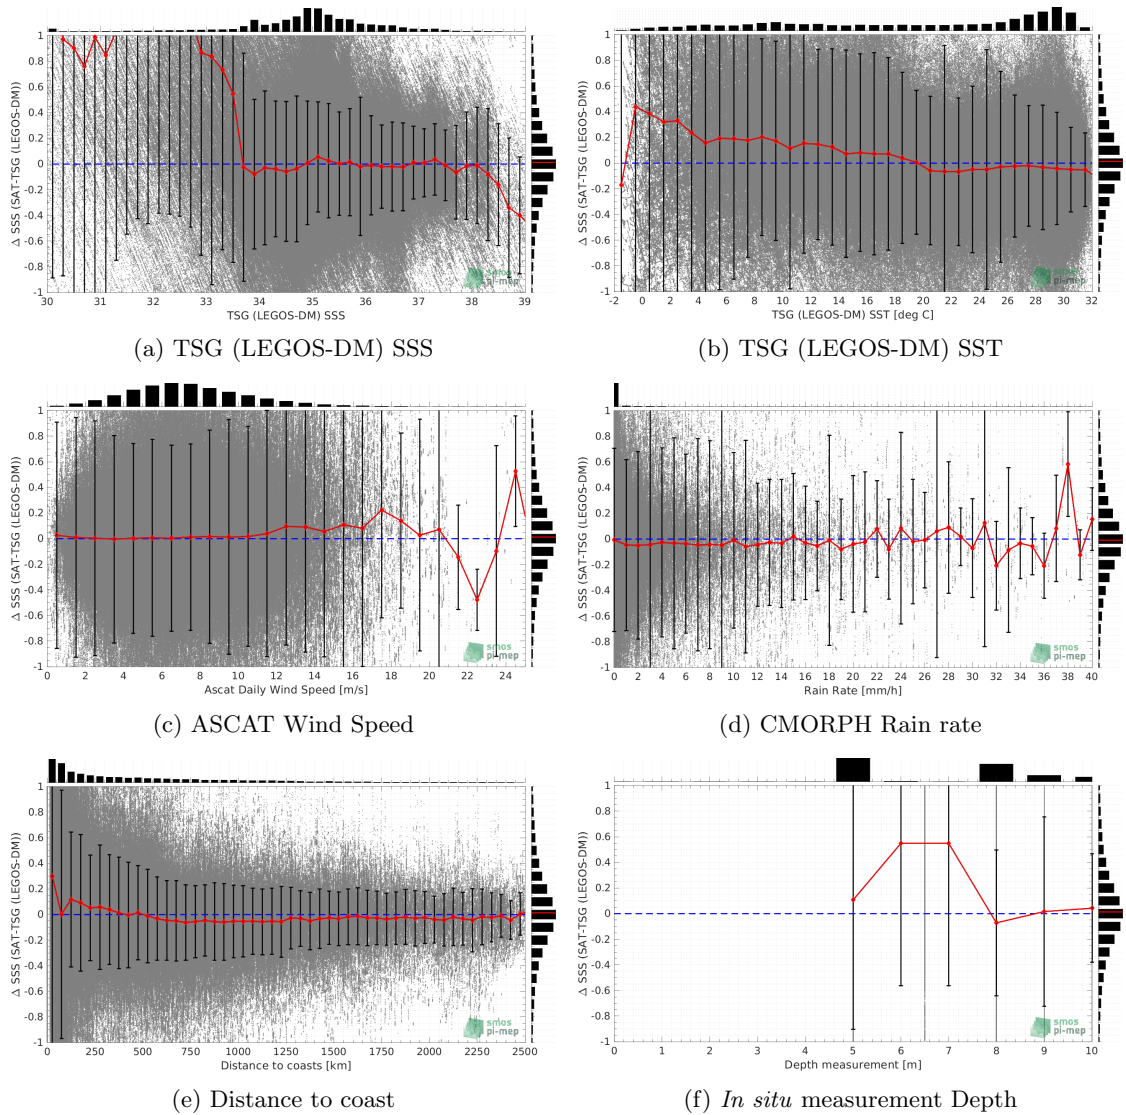 Δ SSS (SAT-TSG (LEGOS-DM))
1
0.8
0.6
0.4
0.2
0
-0.2
-0.4
-0.6
-0.8
-1
30 31 32 33 34 35 36 37 38 39
TSG (LEGOS-DM) SSS
smos
pi-mep
(a) TSG (LEGOS-DM) SSS
Δ SSS (SAT-TSG (LEGOS-DM))
1
0.8
0.6
0.4
0.2
0
-0.2
-0.4
-0.6
-0.8
-1
-2 0 2 4 6 8 10 12 14 16 18 20 22 24 26 28 30 32
TSG (LEGOS-DM) SST [deg C]
smos
pi-mep
(b) TSG (LEGOS-DM) SST
Δ SSS (SAT-TSG (LEGOS-DM))
1
0.8
0.6
0.4
0.2
0
-0.2
-0.4
-0.6
-0.8
-1
0 2 4 6 8 10 12 14 16 18 20 22 24
Ascat Daily Wind Speed [m/s]
smos
pi-mep
(c) ASCAT Wind Speed
Δ SSS (SAT-TSG (LEGOS-DM))
1
0.8
0.6
0.4
0.2
0
-0.2
-0.4
-0.6
-0.8
-1
0 2 4 6 8 10 12 14 16 18 20 22 24 26 28 30 32 34 36 38 40
Rain Rate [mm/h]
smos
pi-mep
(d) CMORPH Rain rate
Δ SSS (SAT-TSG (LEGOS-DM))
1
0.8
0.6
0.4
0.2
0
-0.2
-0.4
-0.6
-0.8
-1
0 250 500 750 1000 1250 1500 1750 2000 2250 2500
Distance to coasts [km]
smos
pi-mep
(e) Distance to coast
Δ SSS (SAT-TSG (LEGOS-DM))
1
0.8
0.6
0.4
0.2
0
-0.2
-0.4
-0.6
-0.8
-1
0 1 2 3 4 5 6 7 8 9 10
Depth measurement [m]
smos
pi-mep
(f) In situ measurement Depth